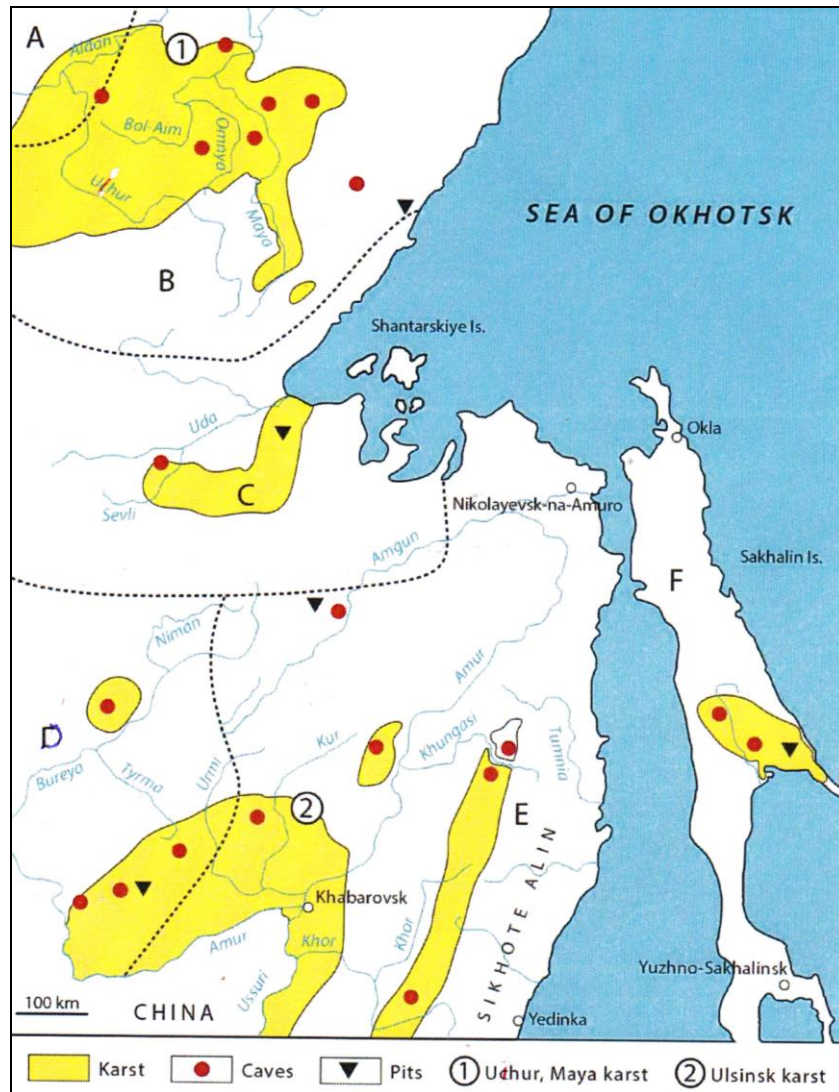 A
Aldan
1
Bol-Aim
Omnya
Uchur
Maya
B
SEA OF OKHOTSK
Shantarskiye Is.
Uda
C
Sevli
Okla
Nikolayevsk-na-Amuro
Amgun
Sakhalin Is.
F
Niman
Amur
D
Bureya
Tyrma
Urmi
Kur
Khungasi
Tumnia
E
2
Khabarovsk
SIKHOTE ALIN
Amur
Khor
Khor
Ussuri
Yuzhno-Sakhalinsk
100 km
CHINA
Yedinka
Karst Caves Pits 1 Uchur, Maya karst 2 Ulsinsk karst